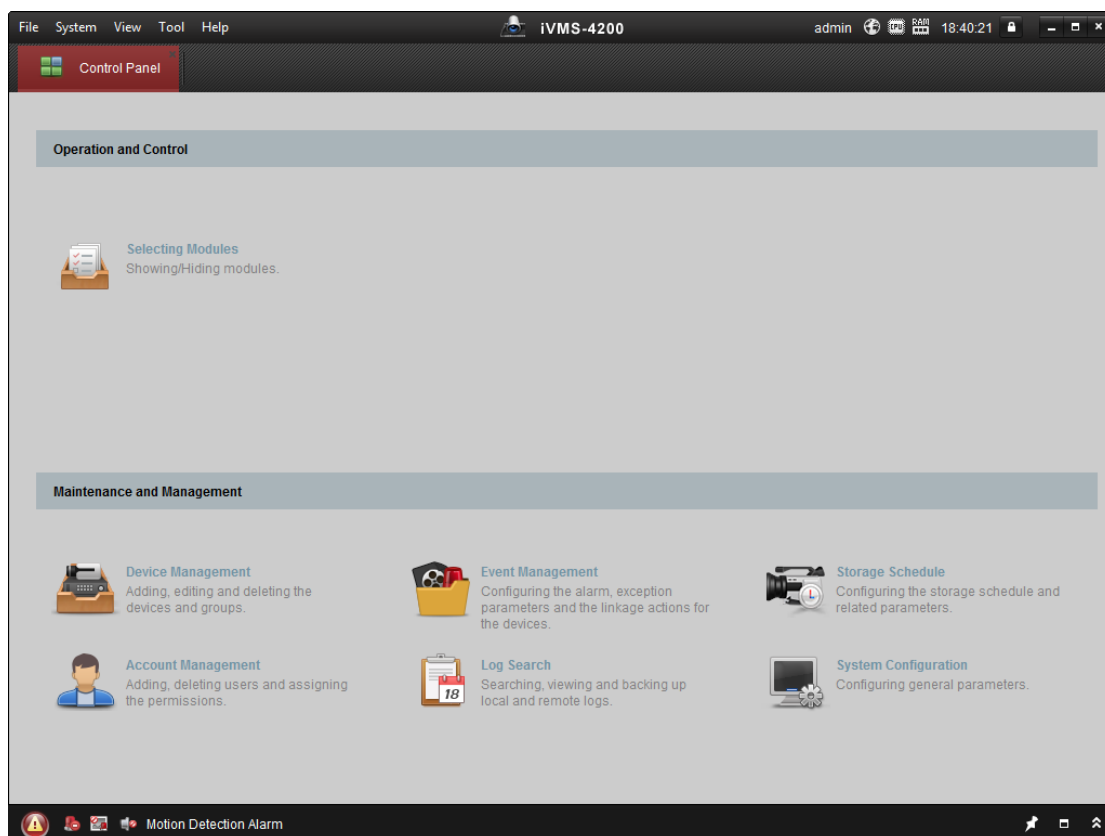 File System View Tool Help iVMS-4200 admin CPU RAM 18:40:21
Control Panel
Operation and Control
Selecting Modules
Showing/Hiding modules.
Maintenance and Management
Device Management
Adding, editing and deleting the
devices and groups.
Event Management
Configuring the alarm, exception
parameters and the linkage actions for
the devices.
Storage Schedule
Configuring the storage schedule and
related parameters.
Account Management
Adding, deleting users and assigning
the permissions.
18
Log Search
Searching, viewing and backing up
local and remote logs.
System Configuration
Configuring general parameters.
Motion Detection Alarm